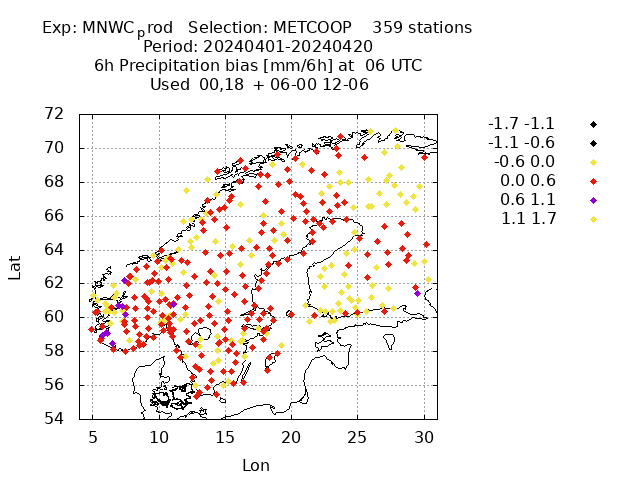 Exp: MNWC_prod   Selection: METCOOP    359 stations
Period: 20240401-20240420
6h Precipitation bias [mm/6h] at  06 UTC
Used 00,18  + 06-00 12-06
-1.7 -1.1
-1.1 -0.6
-0.6 0.0
0.0 0.6
0.6 1.1
1.1 1.7
72
70
68
66
64
62
60
58
56
54
Lat
5 10 15 20 25 30
Lon